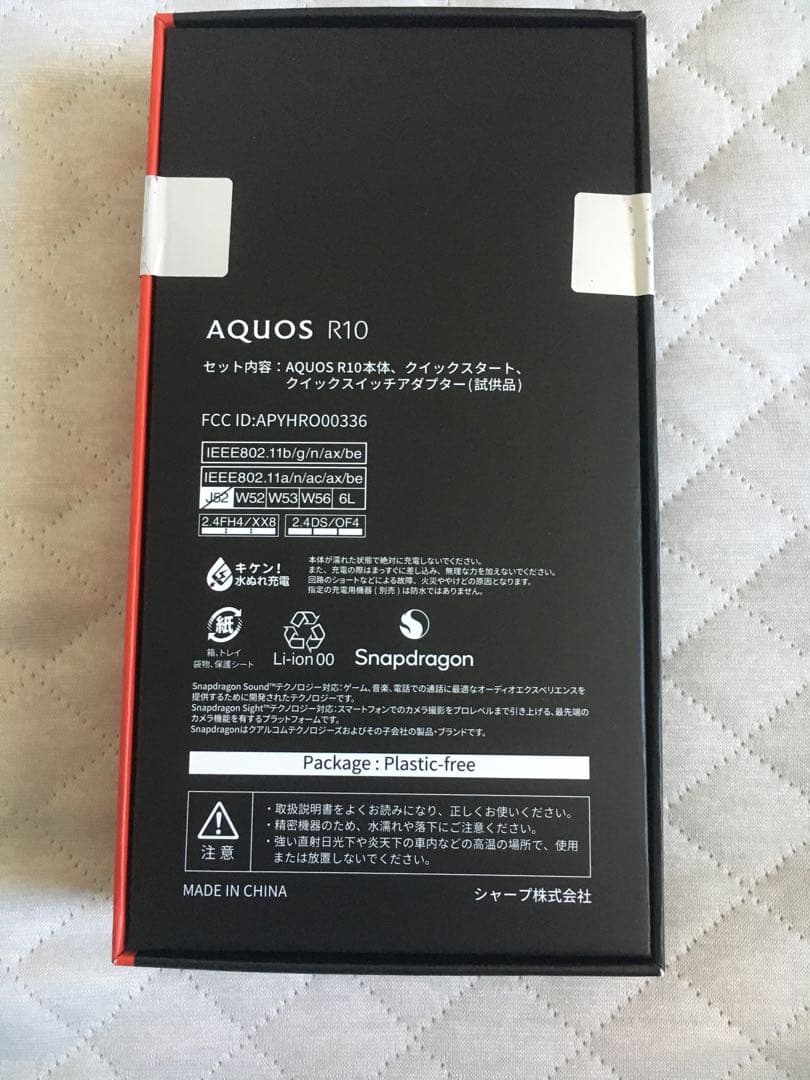 AQUOS R10
セット内容：AQUOS R10本体、クイックスタート、
クイックスイッチアダプター(試供品)
FCC ID:APYHRO00336
IEEE802.11b/g/n/ax/be
IEEE802.11a/n/ac/ax/be
J52 W52 W53 W56 6L
2.4FH4/XX8 2.4DS/OF4
キケン！
水ぬれ充電
本体が濡れた状態で絶対に充電しないでください。
また、充電の際はまっすぐに差し込み、無理な力を加えないでください。
回路のショートなどによる故障、火災ややけどの原因となります。
指定の充電用機器(別売)は防水ではありません。
紙
箱、トレイ
袋物、保護シート
Li-ion 00
Snapdragon
Snapdragon Sound™テクノロジー対応：ゲーム、音楽、電話での通話に最適なオーディオエクスペリエンスを
提供するために開発されたテクノロジーです。
Snapdragon Sight™テクノロジー対応：スマートフォンでのカメラ撮影をプロレベルまで引き上げる、最先端の
カメラ機能を有するプラットフォームです。
Snapdragonはクアルコムテクノロジーズおよびその子会社の製品・ブランドです。
Package : Plastic-free
注意
・取扱説明書をよくお読みになり、正しくお使いください。
・精密機器のため、水濡れや落下にご注意ください。
・強い直射日光下や炎天下の車内などの高温の場所で、使用
または放置しないでください。
MADE IN CHINA
シャープ株式会社